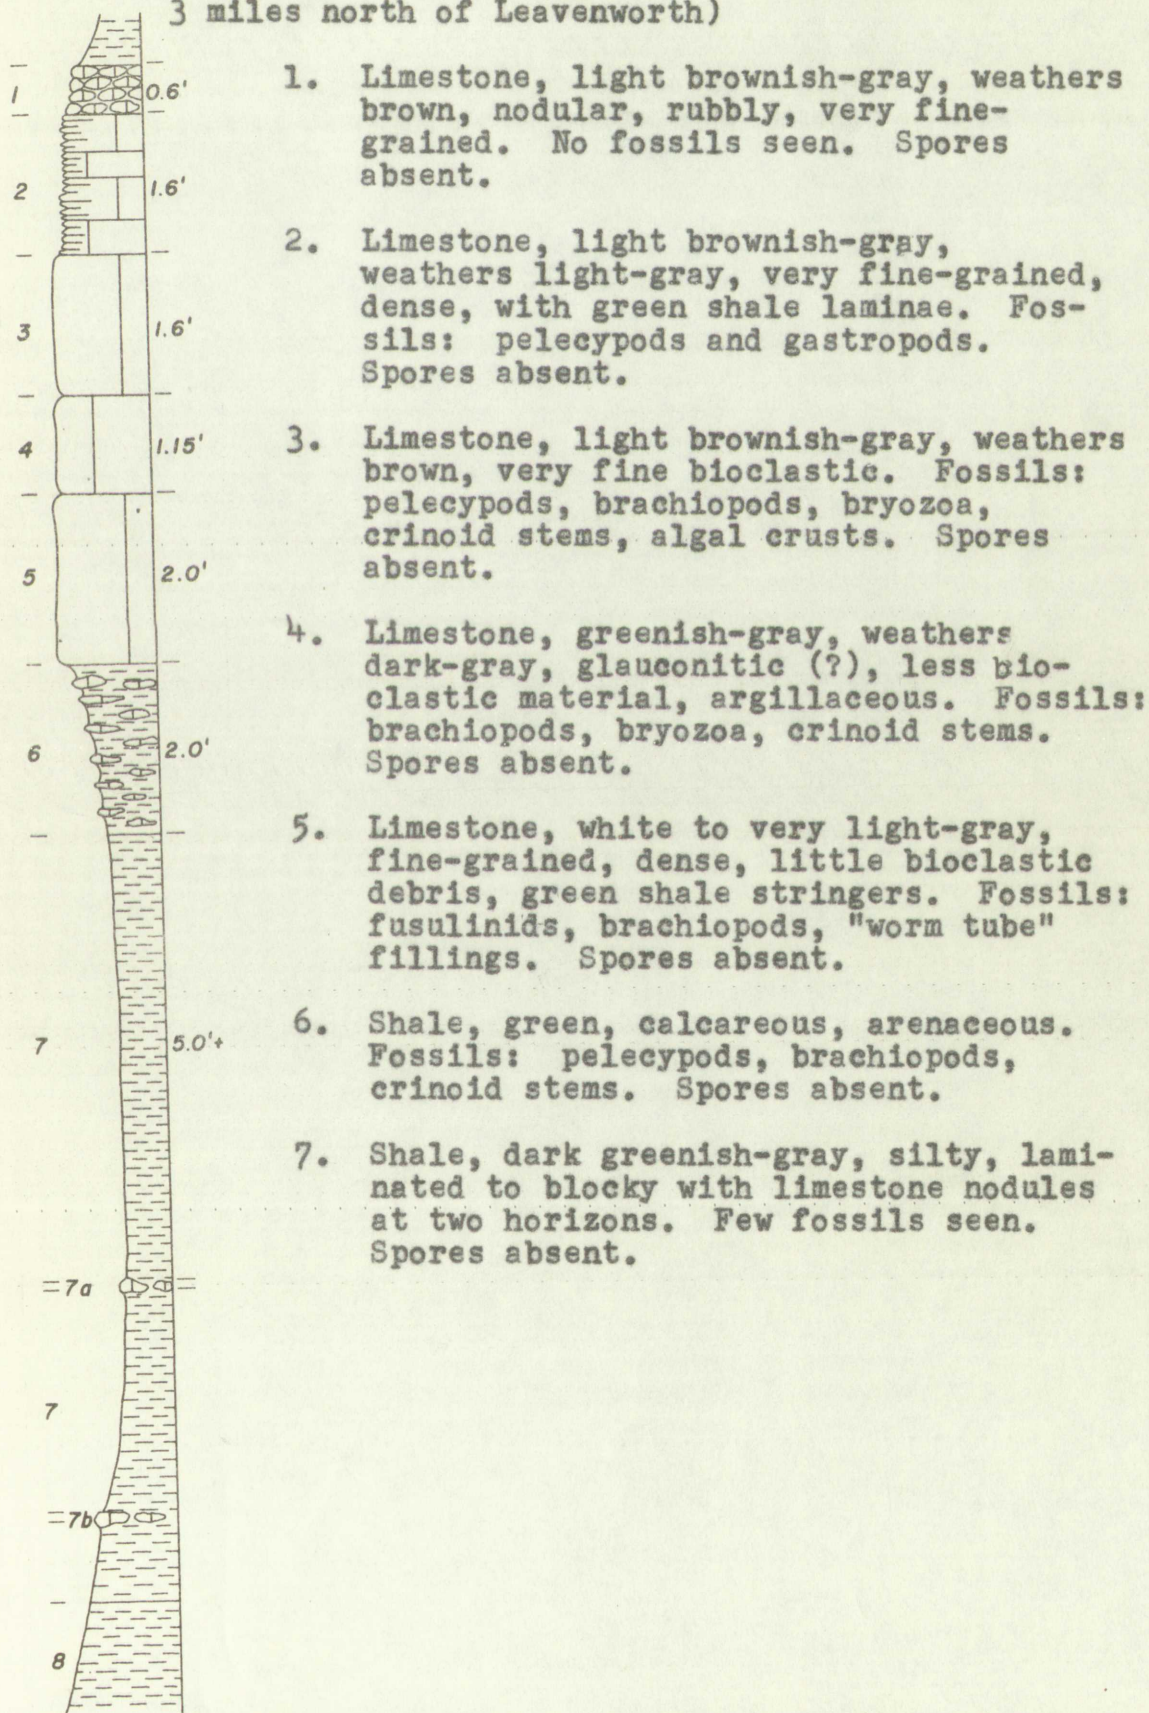 3 miles north of Leavenworth)
1. Limestone, light brownish-gray, weathers
brown, nodular, rubbly, very fine-
grained. No fossils seen. Spores
absent.
2. Limestone, light brownish-gray,
weathers light-gray, very fine-grained,
dense, with green shale laminae. Fos-
sils: pelecypods and gastropods.
Spores absent.
3. Limestone, light brownish-gray, weathers
brown, very fine bioclastic. Fossils:
pelecypods, brachiopods, bryozoa,
crinoid stems, algal crusts. Spores
absent.
4. Limestone, greenish-gray, weathers
dark-gray, glauconitic (?), less bio-
clastic material, argillaceous. Fossils:
brachiopods, bryozoa, crinoid stems.
Spores absent.
5. Limestone, white to very light-gray,
fine-grained, dense, little bioclastic
debris, green shale stringers. Fossils:
fusulinids, brachiopods, "worm tube"
fillings. Spores absent.
6. Shale, green, calcareous, arenaceous.
Fossils: pelecypods, brachiopods,
crinoid stems. Spores absent.
7. Shale, dark greenish-gray, silty, lami-
nated to blocky with limestone nodules
at two horizons. Few fossils seen.
Spores absent.
1 0.6'
2 1.6'
3 1.6'
4 1.15'
5 2.0'
6 2.0'
7 5.0'+
7a
7
7b
8